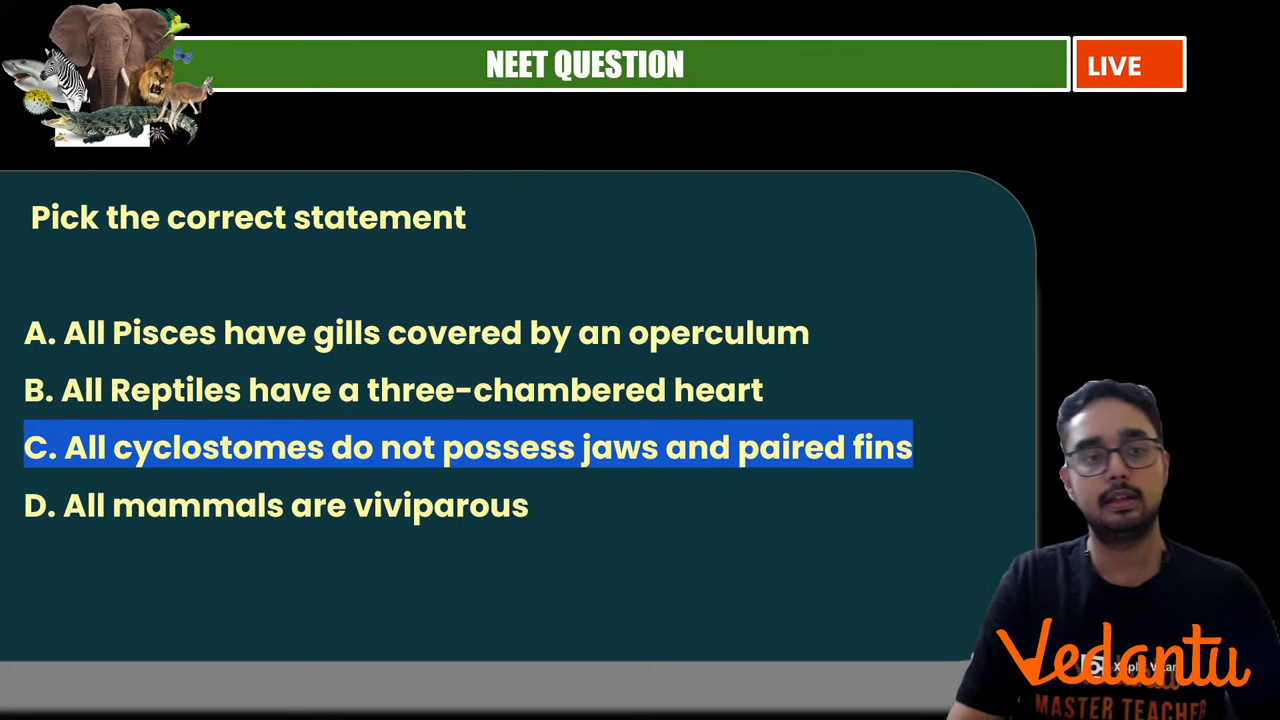 NEET QUESTION
LIVE
Pick the correct statement
A. All Pisces have gills covered by an operculum
B. All Reptiles have a three-chambered heart
C. All cyclostomes do not possess jaws and paired fins
D. All mammals are viviparous
Vedantu
MASTER TEACHER